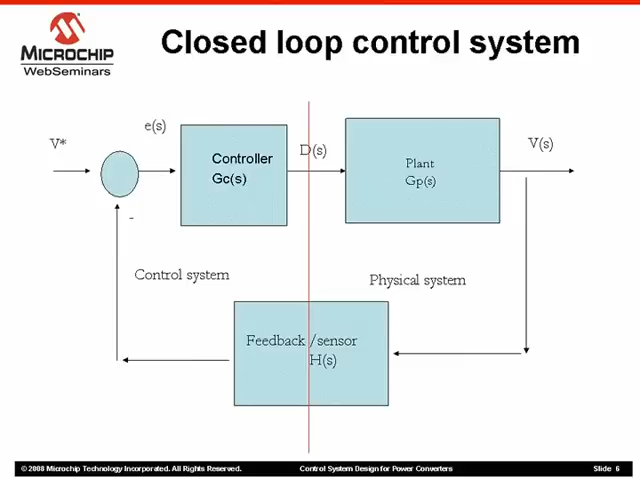 MICROCHIP
WebSeminars
Closed loop control system
V*
e(s)
Controller
Gc(s)
D(s)
Plant
Gp(s)
V(s)
-
Control system
Physical system
Feedback /sensor
H(s)
© 2008 Microchip Technology Incorporated. All Rights Reserved.
Control System Design for Power Converters
Slide 6